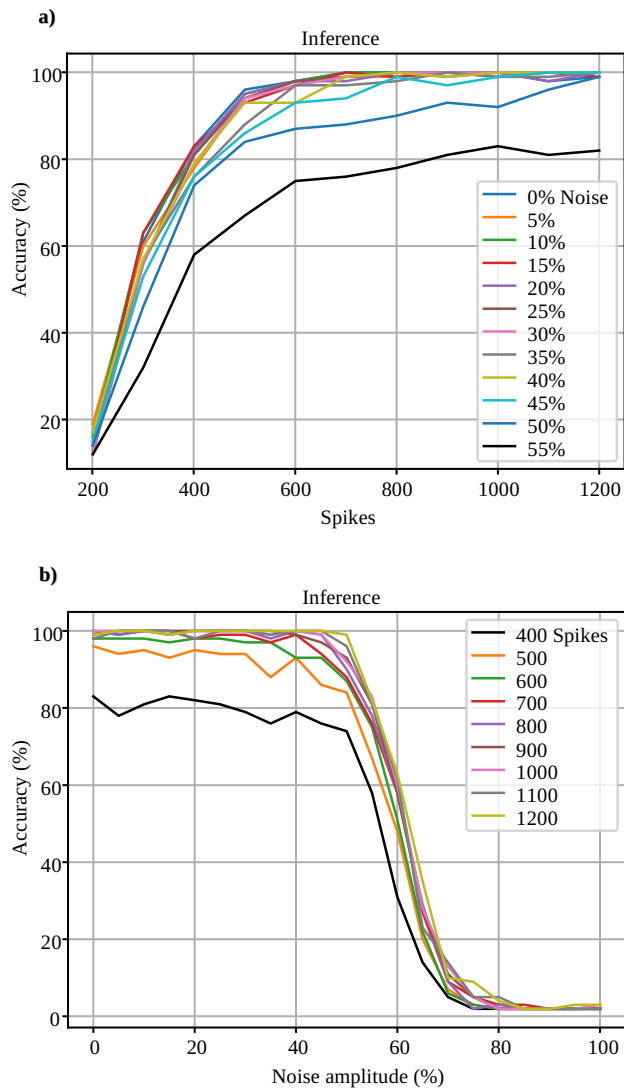 a)
Inference
100
80
60
40
20
Accuracy (%)
0% Noise
5%
10%
15%
20%
25%
30%
35%
40%
45%
50%
55%
200 400 600 800 1000 1200
Spikes
b)
Inference
100
80
60
40
20
0
Accuracy (%)
400 Spikes
500
600
700
800
900
1000
1100
1200
0 20 40 60 80 100
Noise amplitude (%)